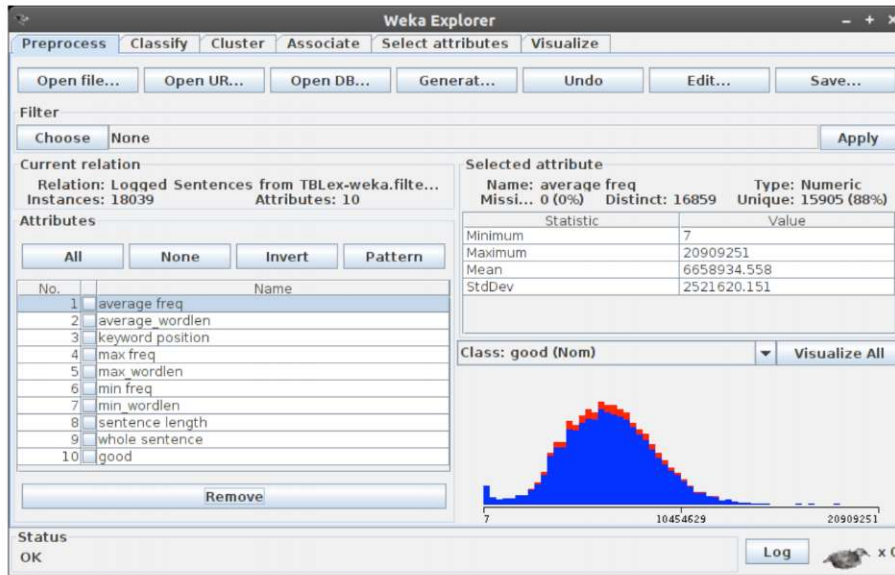 Weka Explorer
Preprocess Classify Cluster Associate Select attributes Visualize
Open file... Open UR... Open DB... Generat... Undo Edit... Save...
Filter
Choose None Apply
Current relation
Relation: Logged Sentences from TBLex-weka.filte...
Instances: 18039 Attributes: 10
Attributes
All None Invert Pattern
No. Name
1 average freq
2 average_wordlen
3 keyword position
4 max freq
5 max_wordlen
6 min freq
7 min_wordlen
8 sentence length
9 whole sentence
10 good
Remove
Selected attribute
Name: average freq Type: Numeric
Missi... 0 (0%) Distinct: 16859 Unique: 15905 (88%)
Statistic Value
Minimum 7
Maximum 20909251
Mean 6658934.558
StdDev 2521620.151
Class: good (Nom) Visualize All
7 10454629 20909251
Status
OK
Log x 0